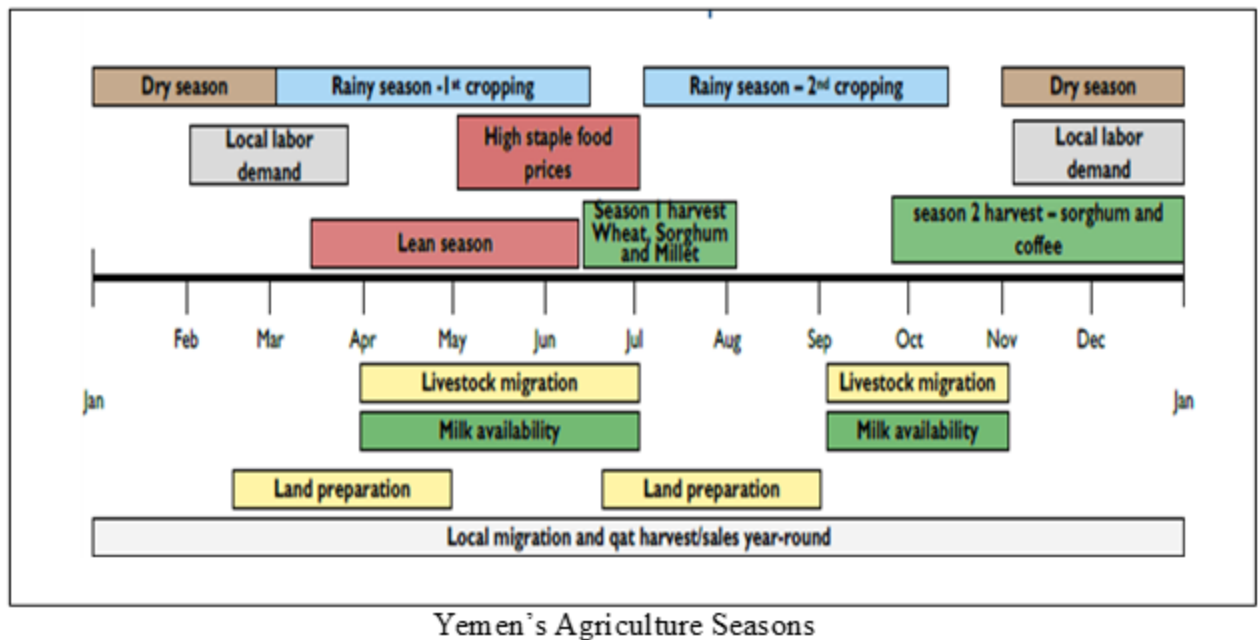 Dry season
Rainy season -1st cropping
Rainy season – 2nd cropping
Dry season
Local labor
demand
High staple food
prices
Local labor
demand
Lean season
Season 1 harvest
Wheat, Sorghum
and Millet
season 2 harvest – sorghum and
coffee
Feb Mar Apr May Jun Jul Aug Sep Oct Nov Dec
Jan
Jan
Livestock migration
Livestock migration
Milk availability
Milk availability
Land preparation
Land preparation
Local migration and qat harvest/sales year-round
Yemen's Agriculture Seasons